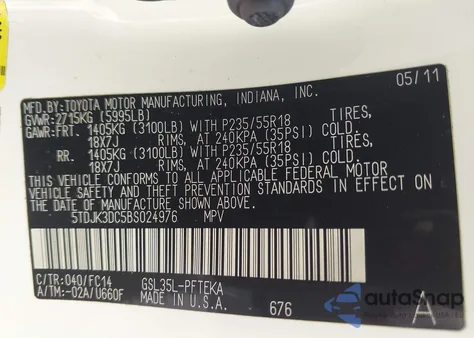 MFD.BY: TOYOTA MOTOR MANUFACTURING, INDIANA, INC. 05/11
GVWR: 2715KG (5995LB)
GAWR: FRT. 1405KG (3100LB) WITH P235/55R18 TIRES,
18X7J RIMS, AT 240KPA (35PSI) COLD
RR. 1405KG (3100LB) WITH P235/55R18 TIRES,
18X7J RIMS, AT 240KPA (35PSI) COLD
THIS VEHICLE CONFORMS TO ALL APPLICABLE FEDERAL MOTOR
VEHICLE SAFETY AND THEFT PREVENTION STANDARDS IN EFFECT ON
THE DATE OF MANUFACTURE SHOWN ABOVE.
5TDJK3DC5BS024976 MPV
C/TR: 040/FC14 GSL35L-PFTEKA
A/TM: -02A/U660F MADE IN U.S.A. 676 A
autoSnap